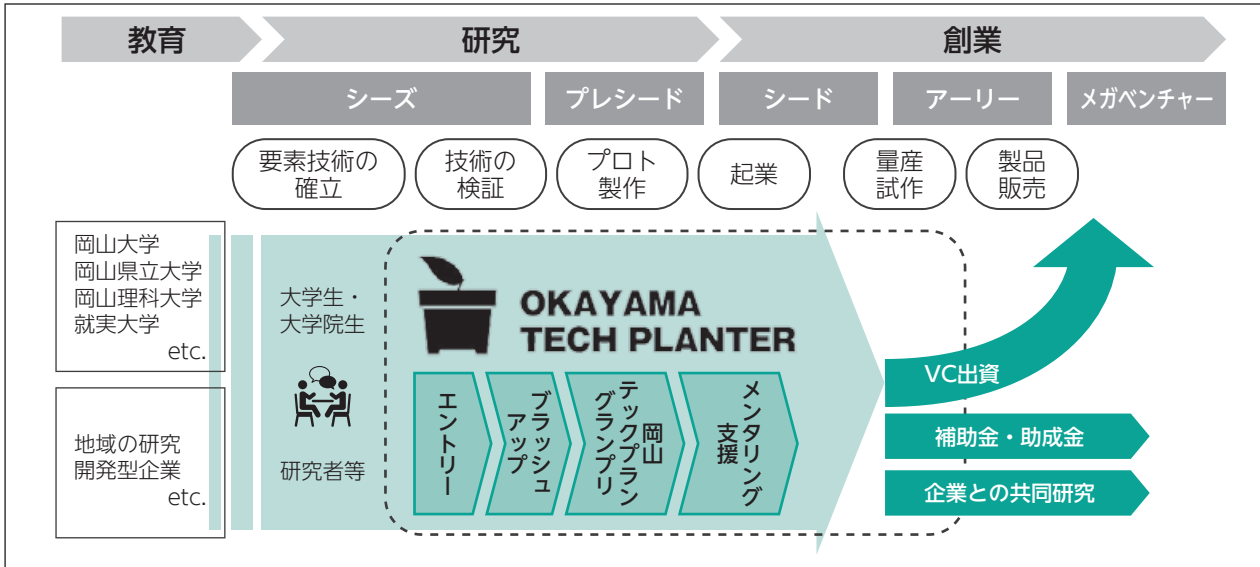 教育
研究
創業
シーズ
プレシード
シード
アーリー
メガベンチャー
要素技術の
確立
技術の
検証
プロト
製作
起業
量産
試作
製品
販売
岡山大学
岡山県立大学
岡山理科大学
就実大学
etc.
地域の研究
開発型企業
etc.
大学生・
大学院生
研究者等
OKAYAMA
TECH PLANTER
エントリー
ブラッシュ
アップ
岡山
テックプラン
グランプリ
メンタリング
支援
VC出資
補助金・助成金
企業との共同研究